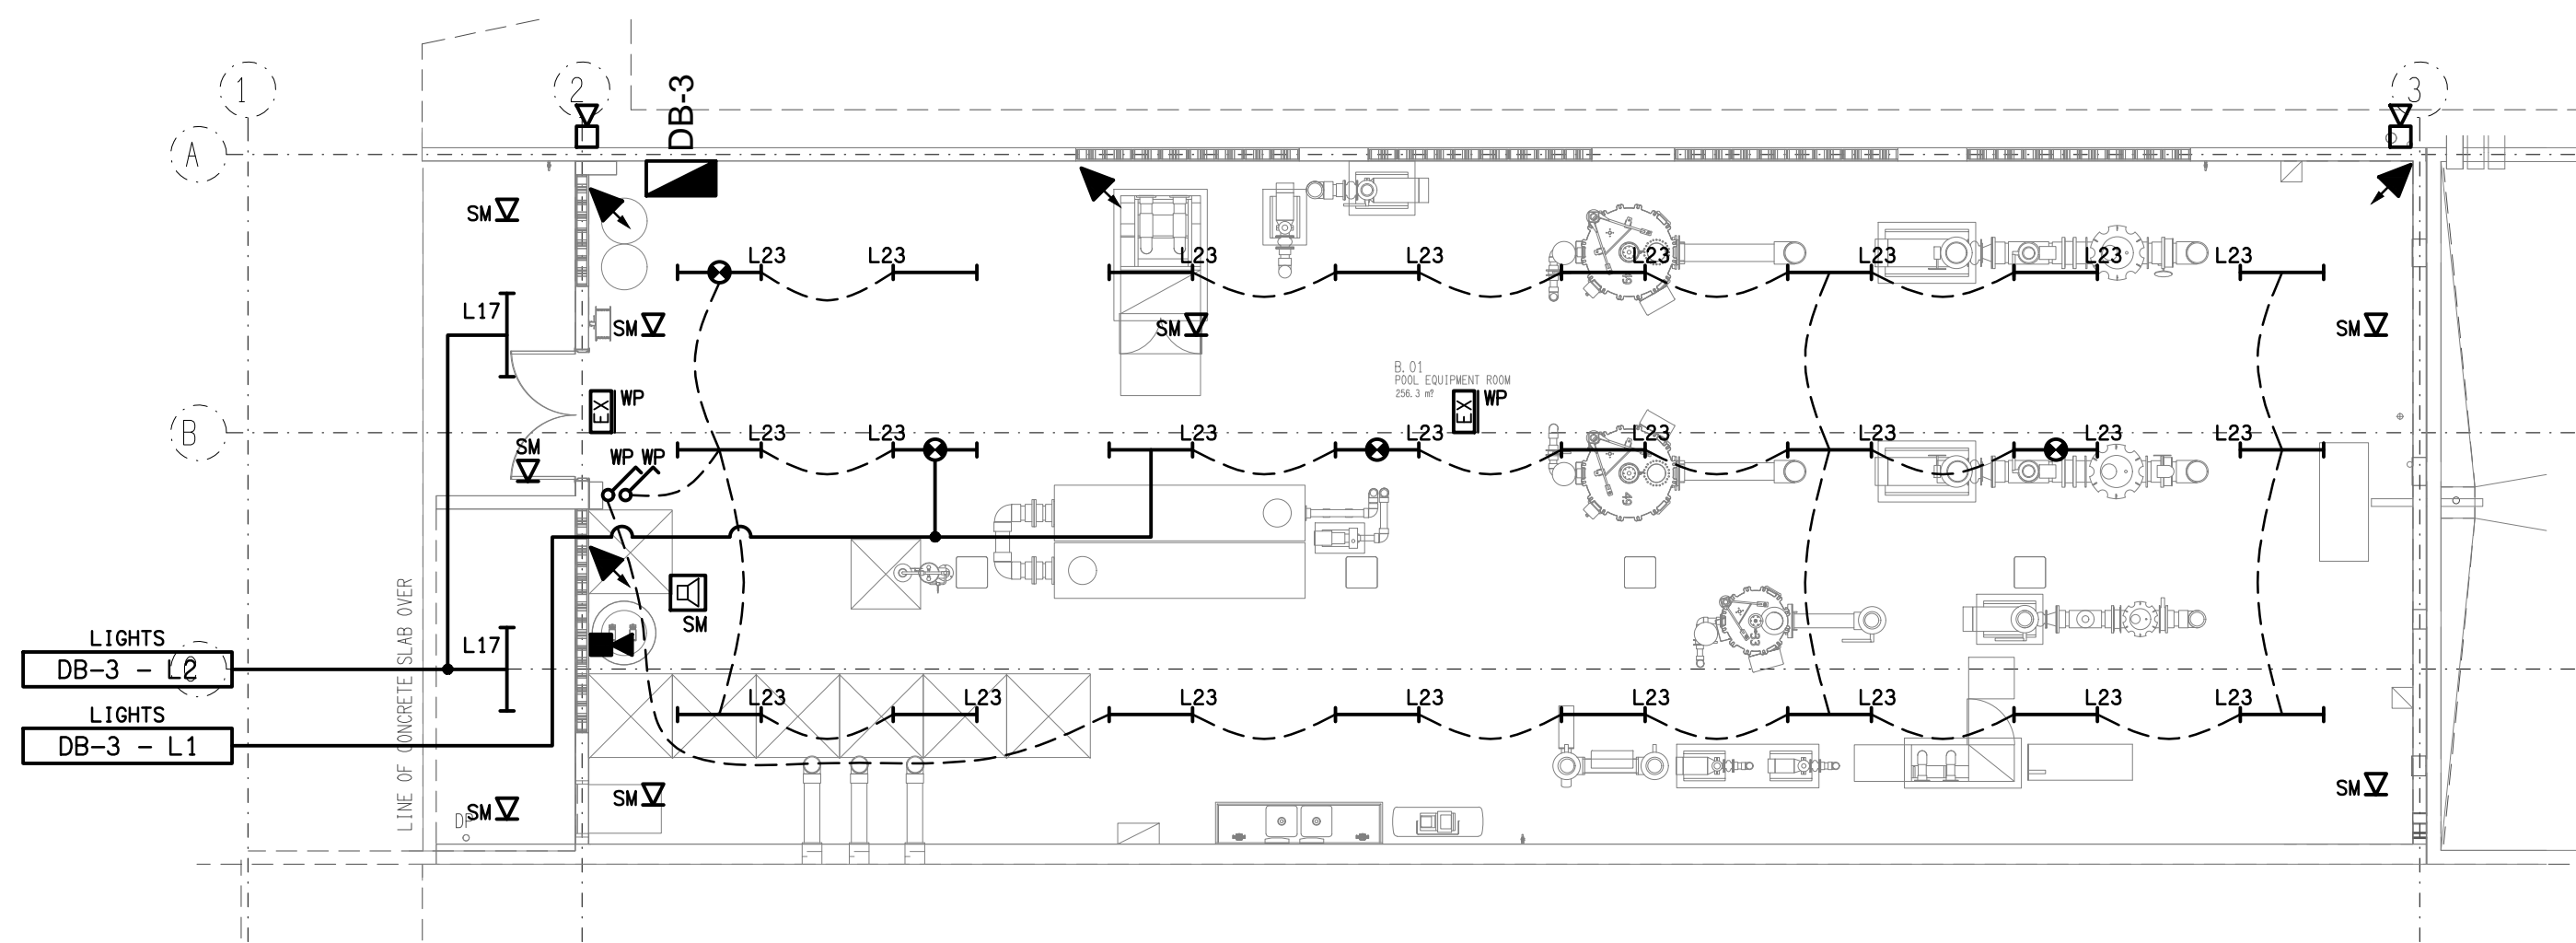 1
2
DB-3
3
A
SM
L23 L23 L23 L23 L23 L23 L23 L23
L17
SM SM SM
B.01
POOL EQUIPMENT ROOM
256.3 m²
EX WP
EX WP
B
SM
L23 L23 L23 L23 L23 L23 L23 L23
WP WP
49
49
LINE OF CONCRETE SLAB OVER
SM
33
L17
LIGHTS
DB-3 - L2
L23 L23 L23 L23 L23 L23 L23 L23
LIGHTS
DB-3 - L1
SM
SM
SM
DP